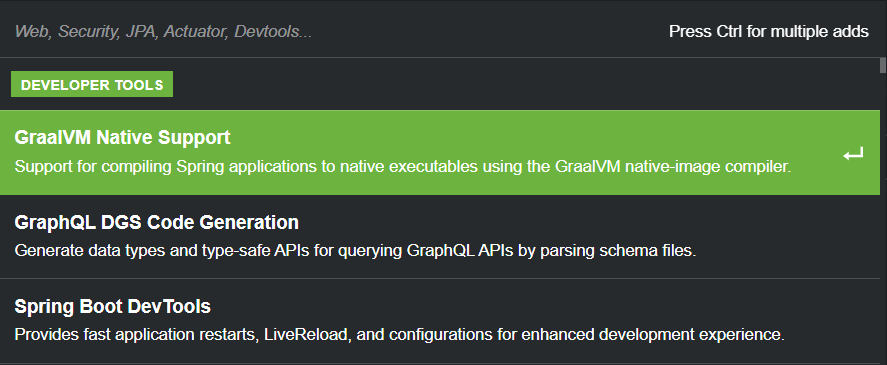 Web, Security, JPA, Actuator, Devtools...
Press Ctrl for multiple adds
DEVELOPER TOOLS
GraalVM Native Support
Support for compiling Spring applications to native executables using the GraalVM native-image compiler.
GraphQL DGS Code Generation
Generate data types and type-safe APIs for querying GraphQL APIs by parsing schema files.
Spring Boot DevTools
Provides fast application restarts, LiveReload, and configurations for enhanced development experience.